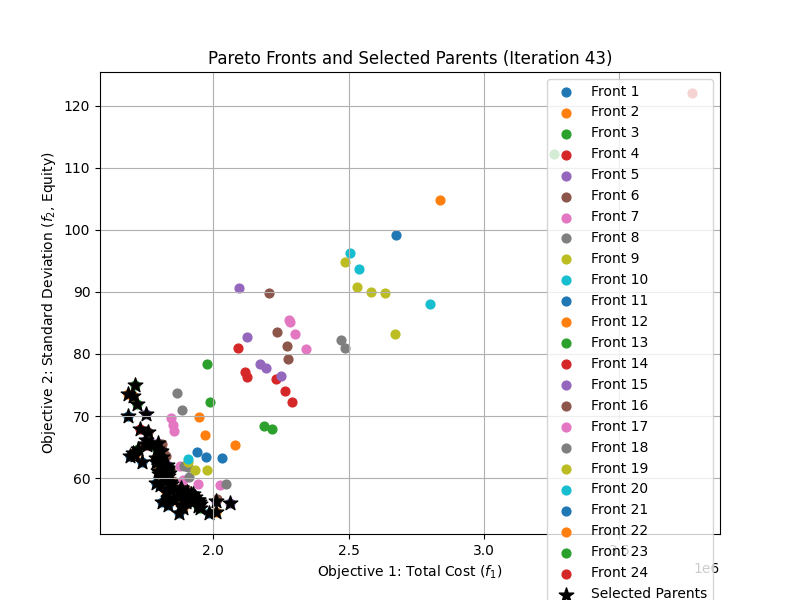 Pareto Fronts and Selected Parents (Iteration 43)
Objective 2: Standard Deviation (f₂, Equity)
120
110
100
90
80
70
60
2.0
2.5
3.0
1e6
Objective 1: Total Cost (f₁)
Front 1
Front 2
Front 3
Front 4
Front 5
Front 6
Front 7
Front 8
Front 9
Front 10
Front 11
Front 12
Front 13
Front 14
Front 15
Front 16
Front 17
Front 18
Front 19
Front 20
Front 21
Front 22
Front 23
Front 24
Selected Parents